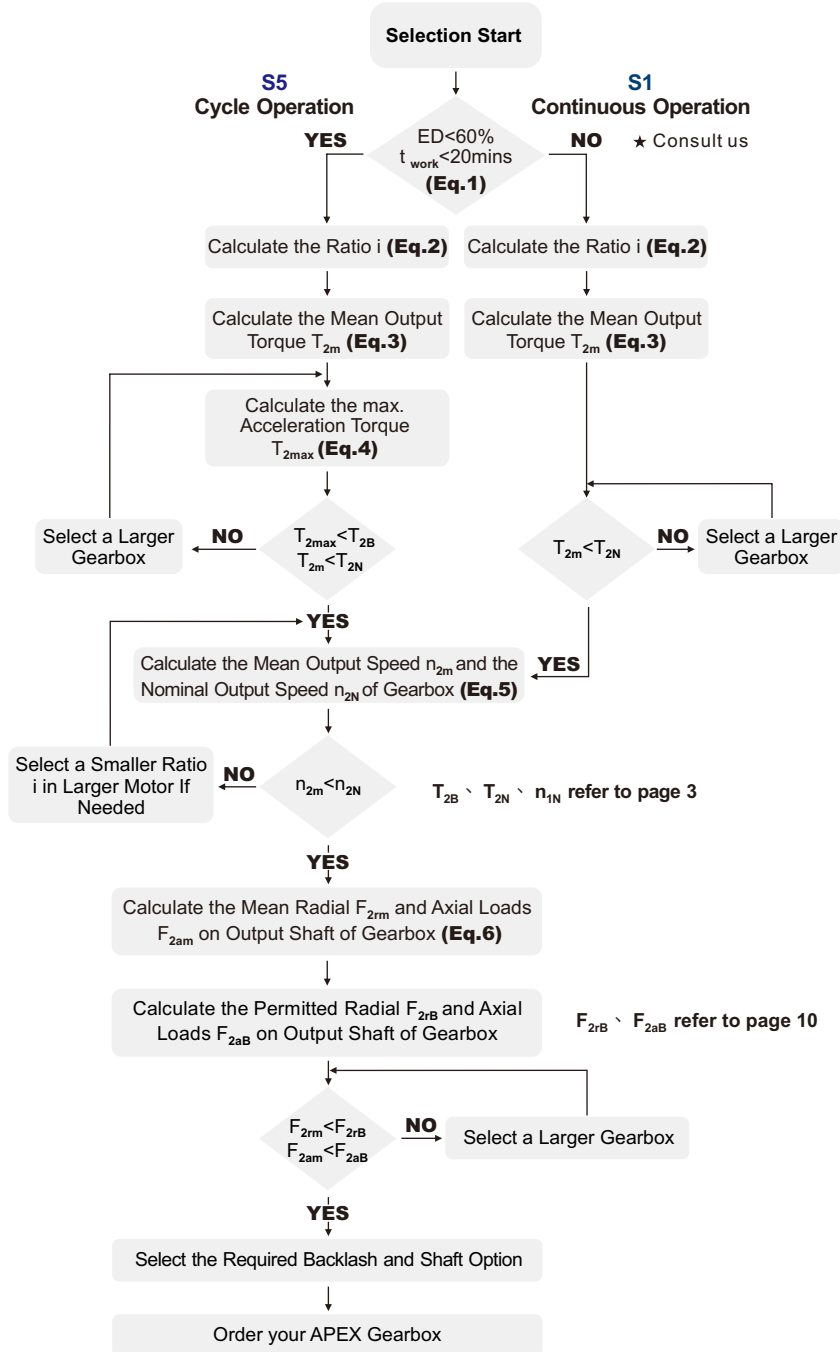 Selection Start
S5
Cycle Operation
S1
Continuous Operation
★ Consult us
ED<60%
t work<20mins
(Eq.1)
YES
NO
Calculate the Ratio i (Eq.2)
Calculate the Ratio i (Eq.2)
Calculate the Mean Output
Torque T2m (Eq.3)
Calculate the Mean Output
Torque T2m (Eq.3)
Calculate the max.
Acceleration Torque
T2max (Eq.4)
Select a Larger
Gearbox
NO
T2max<T2B
T2m<T2N
T2m<T2N
NO
Select a Larger
Gearbox
YES
YES
Calculate the Mean Output Speed n2m and the
Nominal Output Speed n2N of Gearbox (Eq.5)
Select a Smaller Ratio
i in Larger Motor If
Needed
NO
n2m<n2N
T2B、T2N、n1N refer to page 3
YES
Calculate the Mean Radial F2rm and Axial Loads
F2am on Output Shaft of Gearbox (Eq.6)
Calculate the Permitted Radial F2rB and Axial
Loads F2aB on Output Shaft of Gearbox
F2rB、F2aB refer to page 10
F2rm<F2rB
F2am<F2aB
NO
Select a Larger Gearbox
YES
Select the Required Backlash and Shaft Option
Order your APEX Gearbox